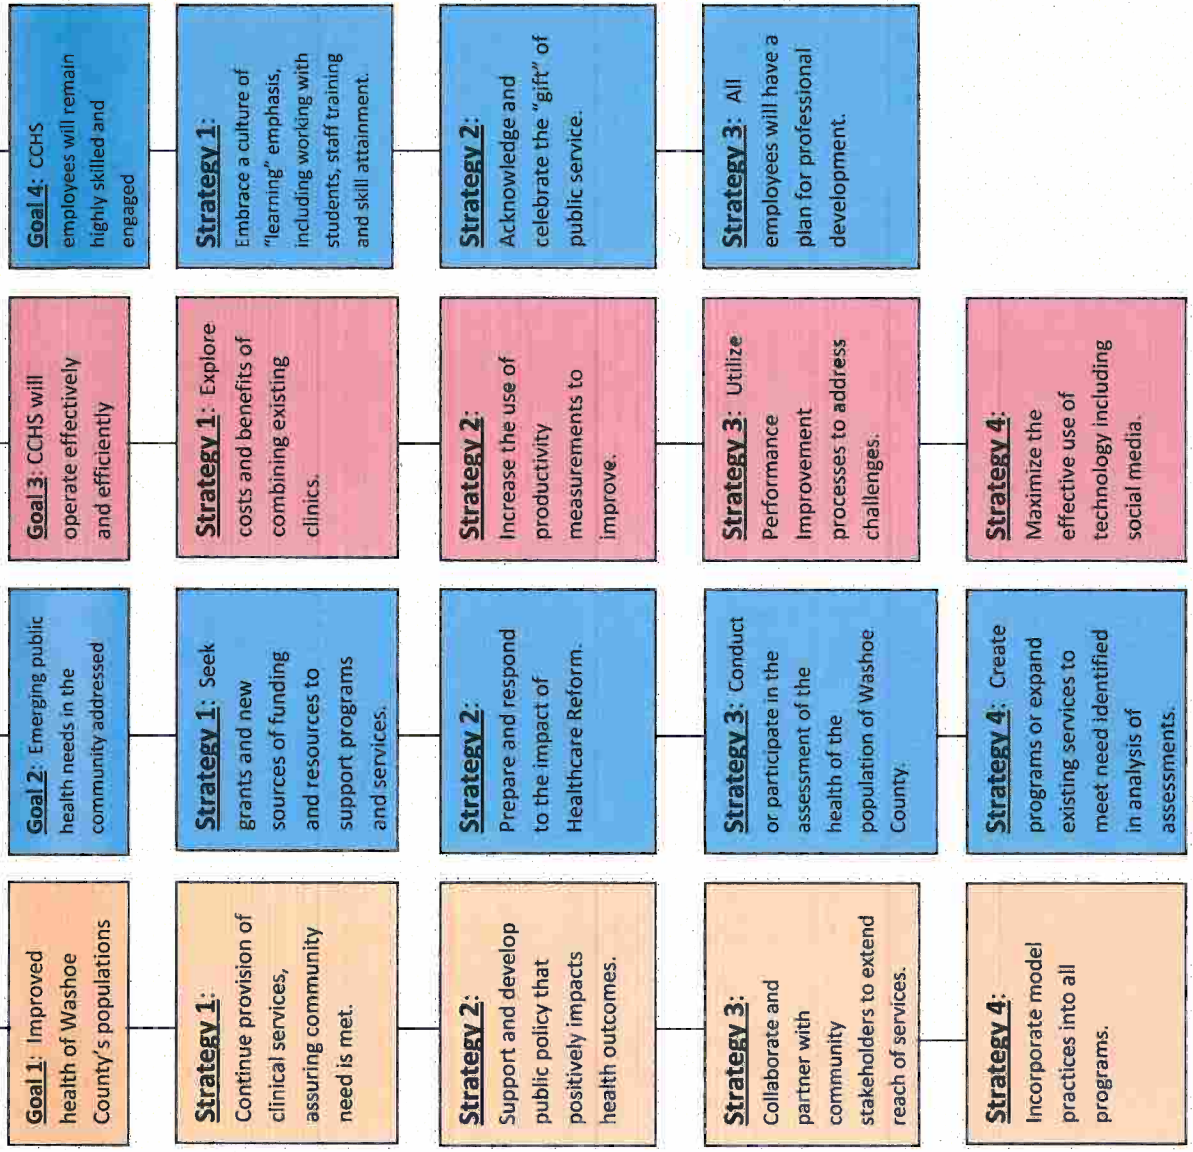 Goal 1: Improved
health of Washoe
County's populations
Strategy 1:
Continue provision of
clinical services,
assuring community
need is met.
Strategy 2:
Support and develop
public policy that
positively impacts
health outcomes.
Strategy 3:
Collaborate and
partner with
community
stakeholders to extend
reach of services.
Strategy 4:
Incorporate model
practices into all
programs.
Goal 2: Emerging public
health needs in the
community addressed
Strategy 1: Seek
grants and new
sources of funding
and resources to
support programs
and services.
Strategy 2:
Prepare and respond
to the impact of
Healthcare Reform.
Strategy 3: Conduct
or participate in the
assessment of the
health of the
population of Washoe
County.
Strategy 4: Create
programs or expand
existing services to
meet need identified
in analysis of
assessments.
Goal 3: CCHS will
operate effectively
and efficiently
Strategy 1: Explore
costs and benefits of
combining existing
clinics.
Strategy 2:
Increase the use of
productivity
measurements to
improve.
Strategy 3: Utilize
Performance
Improvement
processes to address
challenges.
Strategy 4:
Maximize the
effective use of
technology including
social media.
Goal 4: CCHS
employees will remain
highly skilled and
engaged
Strategy 1:
Embrace a culture of
"learning" emphasis,
including working with
students, staff training
and skill attainment.
Strategy 2:
Acknowledge and
celebrate the "gift" of
public service.
Strategy 3: All
employees will have a
plan for professional
development.